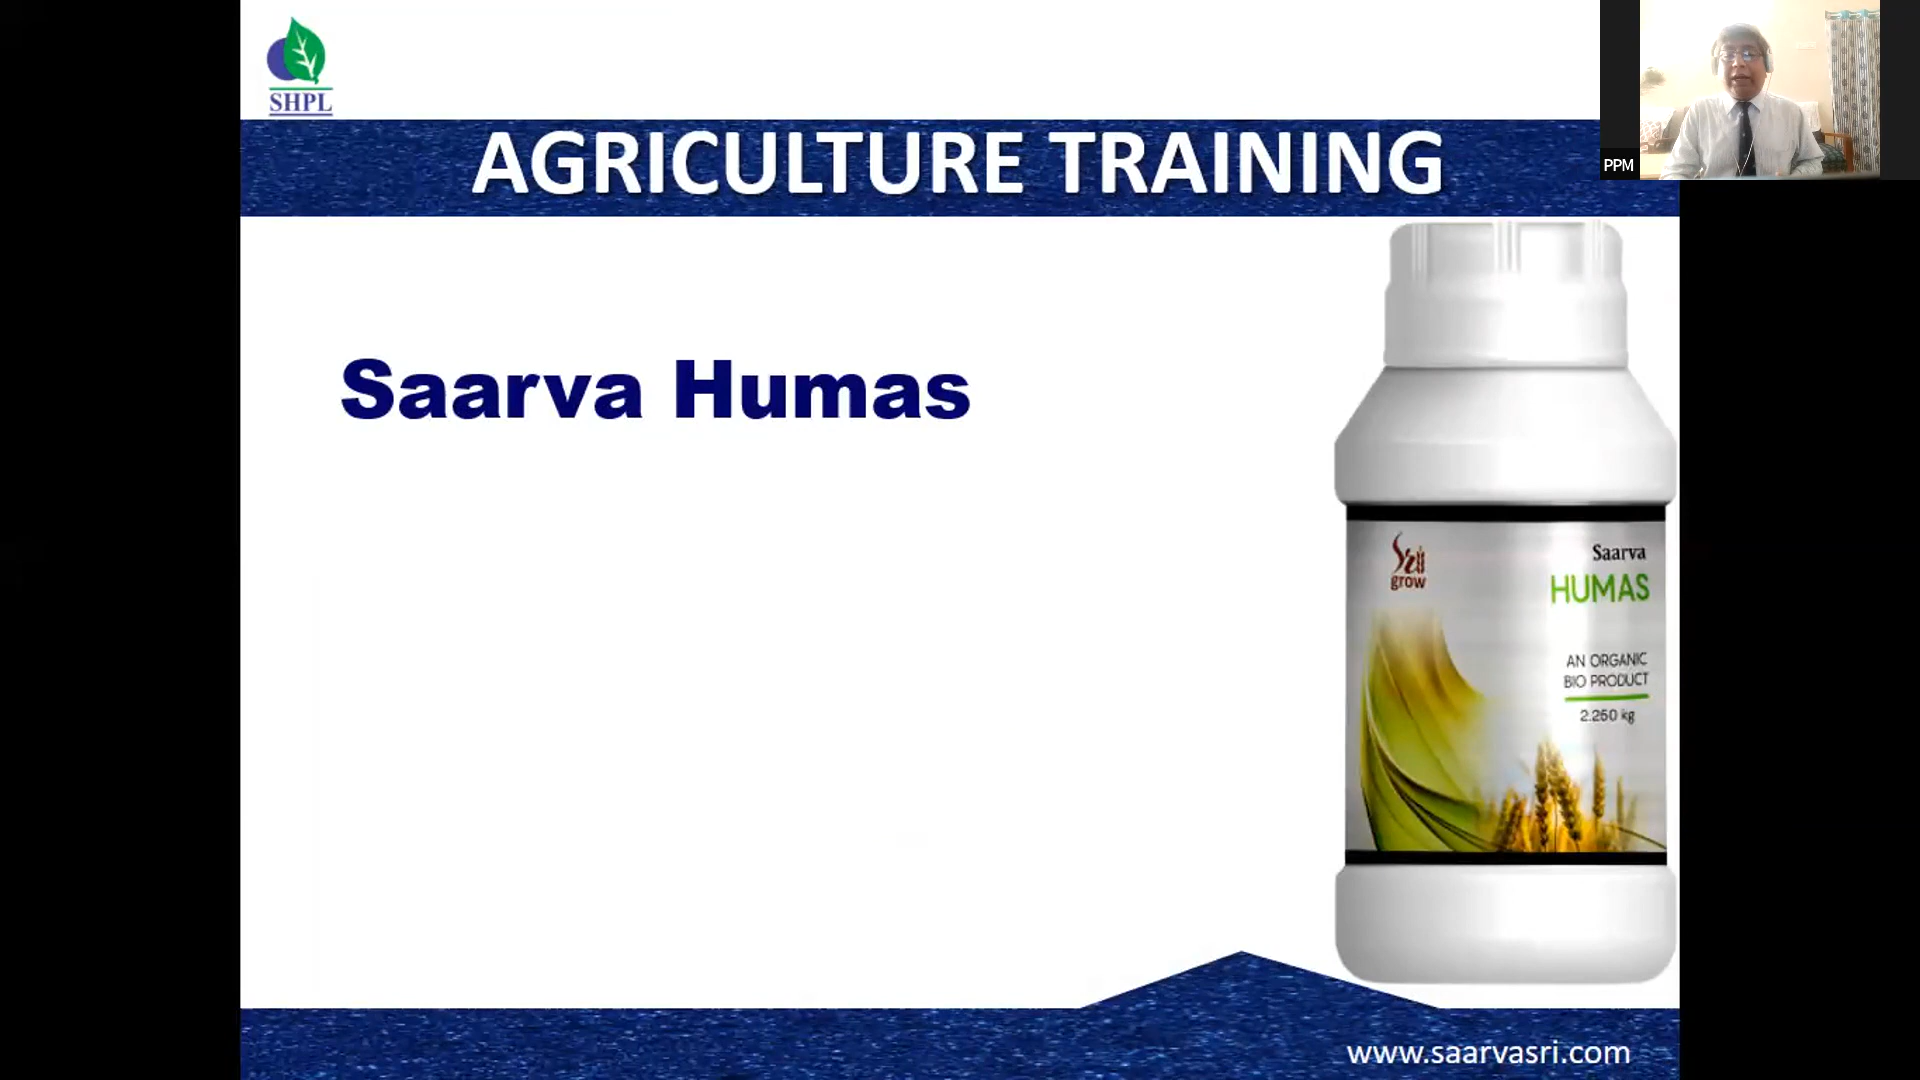 SHPL
AGRICULTURE TRAINING
PPM
Saarva Humas
Sri
grow
Saarva
HUMAS
AN ORGANIC
BIO PRODUCT
2.250 kg
www.saarvasri.com